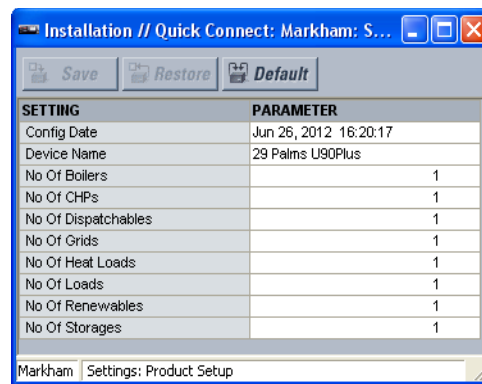 Installation // Quick Connect: Markham: S...
Save Restore Default
SETTING PARAMETER
Config Date Jun 26, 2012 16:20:17
Device Name 29 Palms U90Plus
No Of Boilers 1
No Of CHPs 1
No Of Dispatchables 1
No Of Grids 1
No Of Heat Loads 1
No Of Loads 1
No Of Renewables 1
No Of Storages 1
Markham Settings: Product Setup